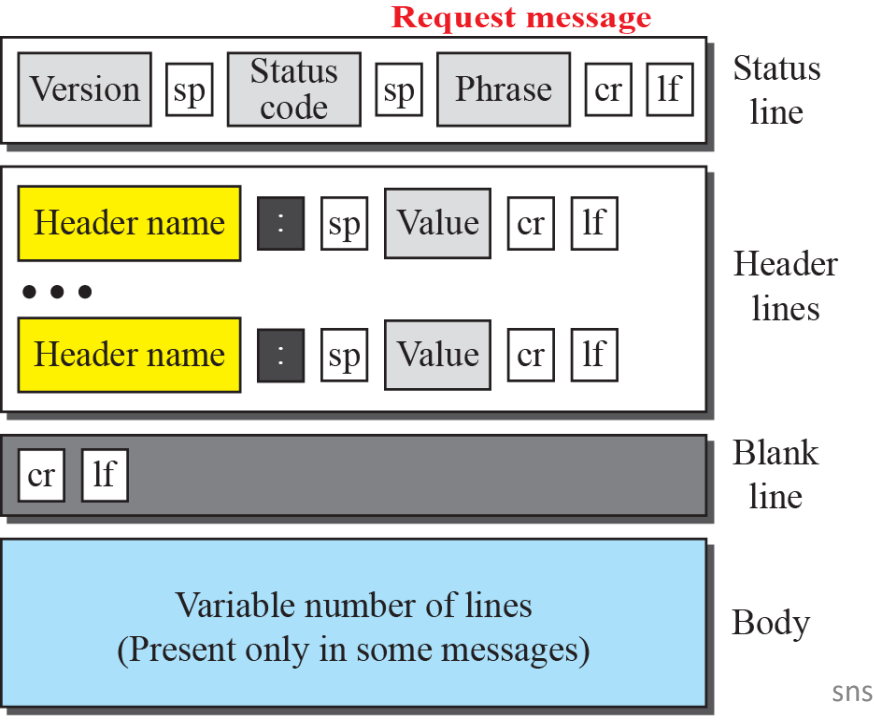 Request message
Version sp Status code sp Phrase cr lf
Status line
Header name : sp Value cr lf
• • •
Header name : sp Value cr lf
Header lines
cr lf
Blank line
Variable number of lines
(Present only in some messages)
Body
sns